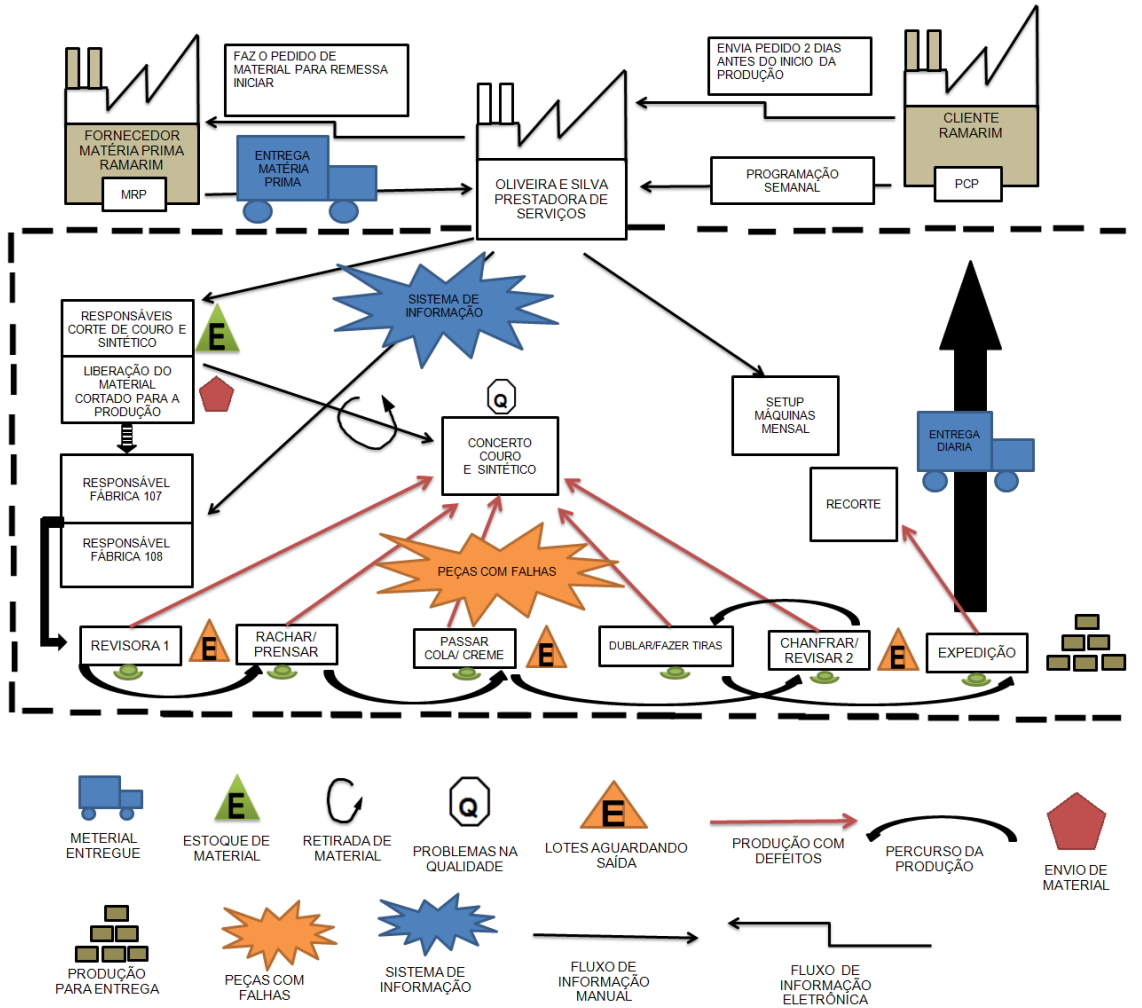 FAZ O PEDIDO DE
MATERIAL PARA REMESSA
INICIAR
ENVIA PEDIDO 2 DIAS
ANTES DO INICIO DA
PRODUÇÃO
FORNECEDOR
MATÉRIA PRIMA
RAMARIM
MRP
ENTREGA
MATÉRIA
PRIMA
OLIVEIRA E SILVA
PRESTADORA DE
SERVIÇOS
PROGRAMAÇÃO
SEMANAL
CLIENTE
RAMARIM
PCP
RESPONSÁVEIS
CORTE DE COURO E
SINTÉTICO
E
LIBERAÇÃO DO
MATERIAL
CORTADO PARA A
PRODUÇÃO
SISTEMA DE
INFORMAÇÃO
Q
CONCERTO
COURO
E SINTÉTICO
SETUP
MÁQUINAS
MENSAL
ENTREGA
DIARIA
RESPONSÁVEL
FÁBRICA 107
RESPONSÁVEL
FÁBRICA 108
RECORTE
PEÇAS COM FALHAS
REVISORA 1
E
RACHAR/
PRENSAR
PASSAR
COLA/ CREME
E
DUBLAR/FAZER TIRAS
CHANFRAR/
REVISAR 2
E
EXPEDIÇÃO
METERIAL
ENTREGUE
E
ESTOQUE DE
MATERIAL
RETIRADA DE
MATERIAL
Q
PROBLEMAS NA
QUALIDADE
E
LOTES AGUARDANDO
SAÍDA
PRODUÇÃO COM
DEFEITOS
PERCURSO DA
PRODUÇÃO
ENVIO DE
MATERIAL
PRODUÇÃO
PARA ENTREGA
PEÇAS COM
FALHAS
SISTEMA DE
INFORMAÇÃO
FLUXO DE
INFORMAÇÃO
MANUAL
FLUXO DE
INFORMAÇÃO
ELETRÔNICA